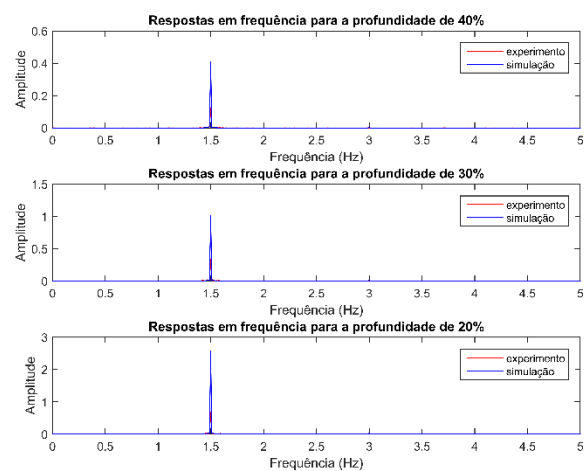 Respostas em frequência para a profundidade de 40%
0.6
0.4
0.2
0
Amplitude
experimento
simulação
0 0.5 1 1.5 2 2.5 3 3.5 4 4.5 5
Frequência (Hz)
Respostas em frequência para a profundidade de 30%
1.5
1
0.5
0
Amplitude
experimento
simulação
0 0.5 1 1.5 2 2.5 3 3.5 4 4.5 5
Frequência (Hz)
Respostas em frequência para a profundidade de 20%
3
2
1
0
Amplitude
experimento
simulação
0 0.5 1 1.5 2 2.5 3 3.5 4 4.5 5
Frequência (Hz)